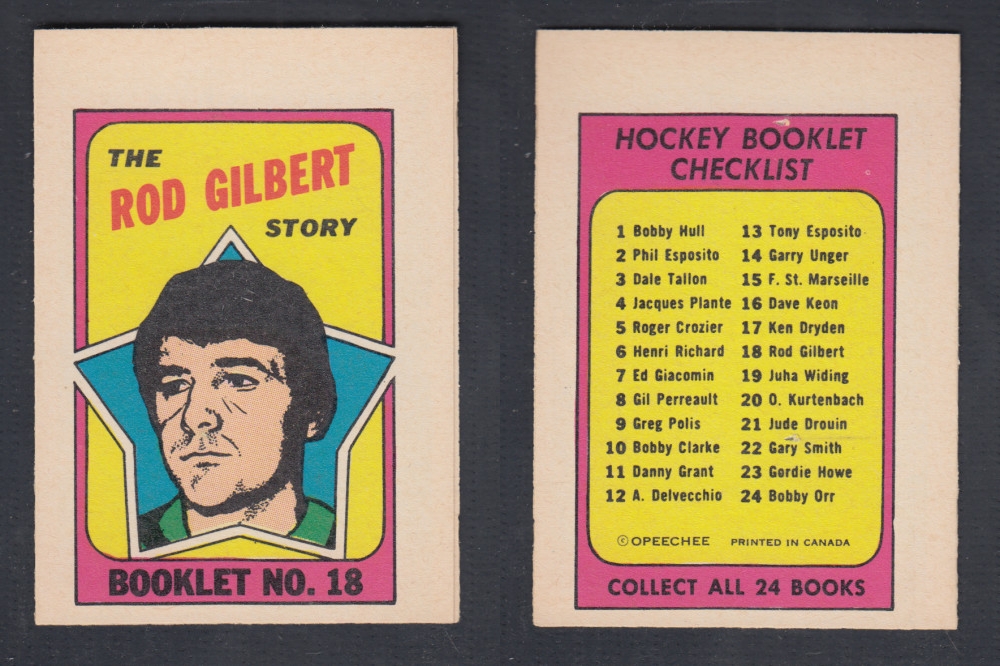 THE
ROD GILBERT
STORY
BOOKLET NO. 18
HOCKEY BOOKLET
CHECKLIST
1 Bobby Hull
2 Phil Esposito
3 Dale Tallon
4 Jacques Plante
5 Roger Crozier
6 Henri Richard
7 Ed Giacomin
8 Gil Perreault
9 Greg Polis
10 Bobby Clarke
11 Danny Grant
12 A. Delvecchio
13 Tony Esposito
14 Garry Unger
15 F. St. Marseille
16 Dave Keon
17 Ken Dryden
18 Rod Gilbert
19 Juha Widing
20 O. Kurtenbach
21 Jude Drouin
22 Gary Smith
23 Gordie Howe
24 Bobby Orr
© OPEECHEE PRINTED IN CANADA
COLLECT ALL 24 BOOKS